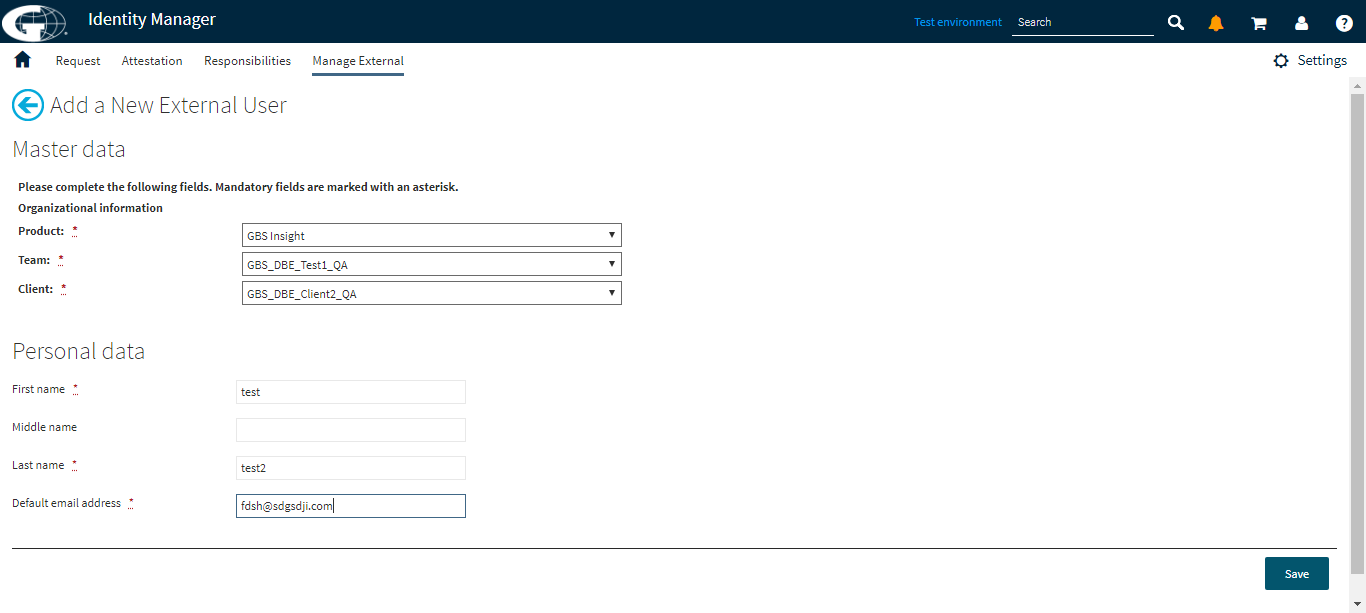 Identity Manager
Test environment
Search
Request Attestation Responsibilities Manage External
Settings
Add a New External User
Master data
Please complete the following fields. Mandatory fields are marked with an asterisk.
Organizational information
Product: * GBS Insight
Team: * GBS_DBE_Test1_QA
Client: * GBS_DBE_Client2_QA
Personal data
First name * test
Middle name
Last name * test2
Default email address * fdsh@sdgsdji.com
Save